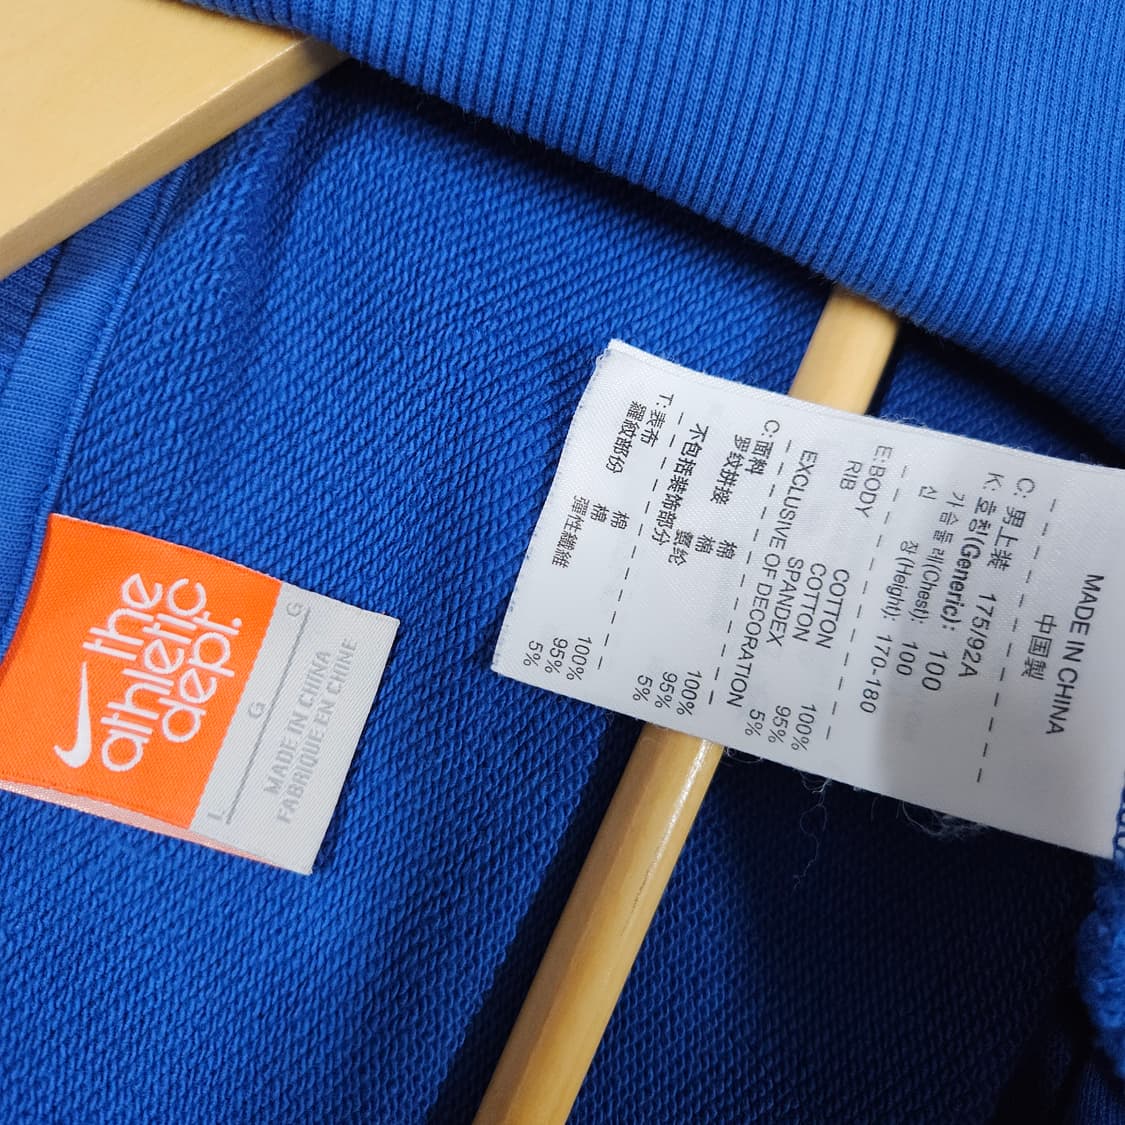 the
athletic
dept.
L G G
MADE IN CHINA
FABRIQUE EN CHINE
MADE IN CHINA
中国製
C: 男上装 175/92A
K: 호칭(Generic): 100
가슴둘레(Chest): 100
신 장(Height): 170-180
E: BODY COTTON 100%
RIB COTTON 95%
SPANDEX 5%
EXCLUSIVE OF DECORATION
C: 面料 棉 100%
罗纹拼接 棉 95%
氨纶 5%
不包括装饰部分
T: 表布 棉 100%
羅紋部份 棉 95%
彈性纖維 5%